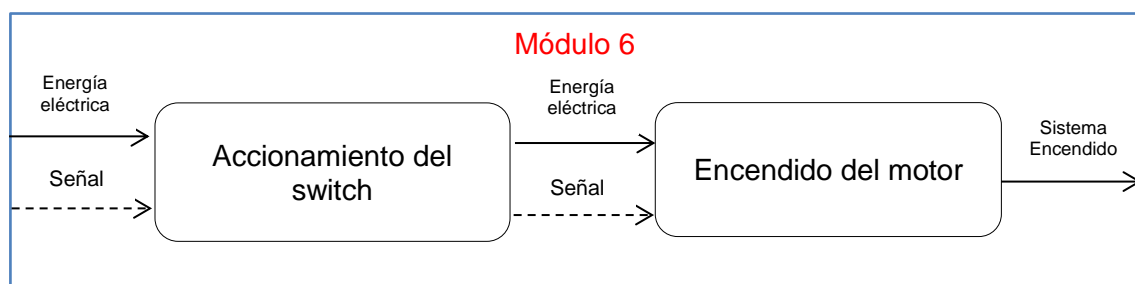 Módulo 6
Energía
eléctrica
Señal
Accionamiento del
switch
Energía
eléctrica
Señal
Encendido del motor
Sistema
Encendido